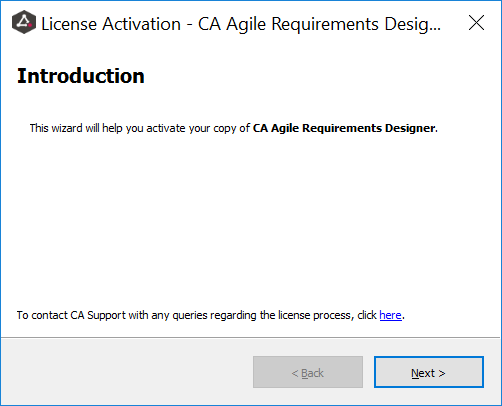 License Activation - CA Agile Requirements Desig...
Introduction
This wizard will help you activate your copy of CA Agile Requirements Designer.
To contact CA Support with any queries regarding the license process, click here.
< Back
Next >